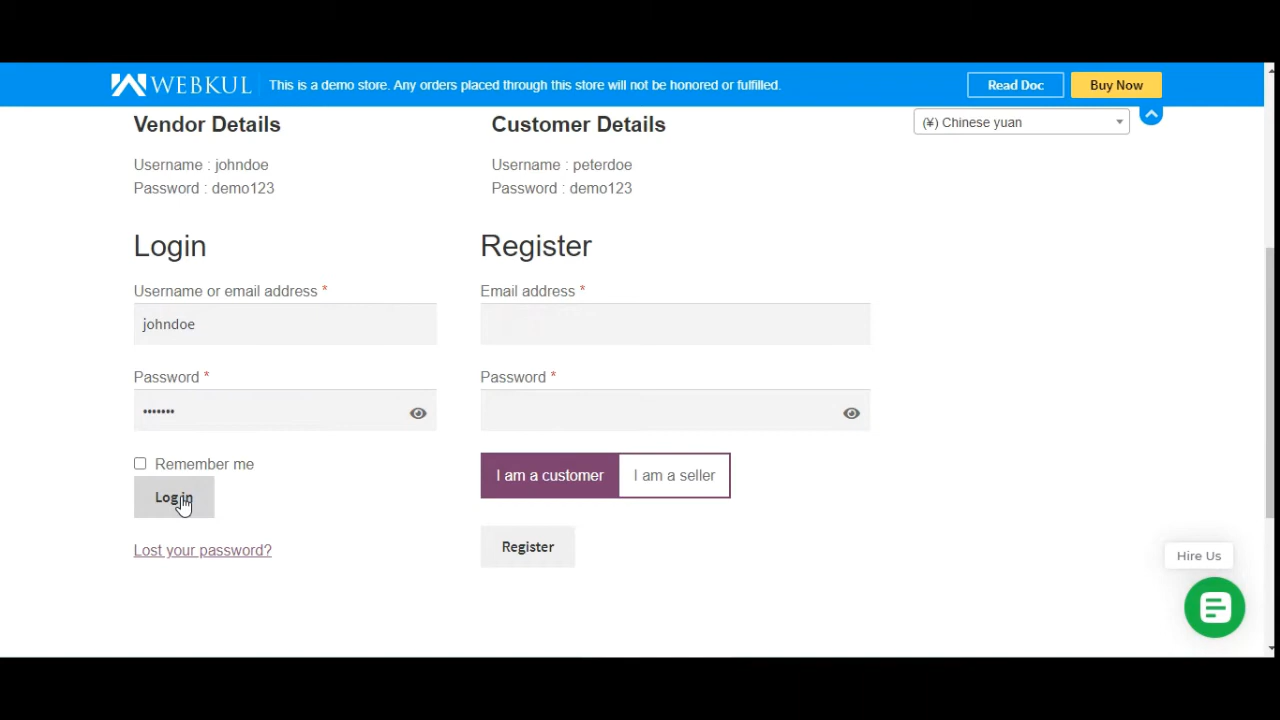 WEBKUL This is a demo store. Any orders placed through this store will not be honored or fulfilled. Read Doc Buy Now
Vendor Details
Username : johndoe
Password : demo123
Customer Details
Username : peterdoe
Password : demo123
(¥) Chinese yuan
Login
Username or email address *
johndoe
Password *
•••••••
Remember me
Log in
Lost your password?
Register
Email address *
Password *
I am a customer I am a seller
Register
Hire Us